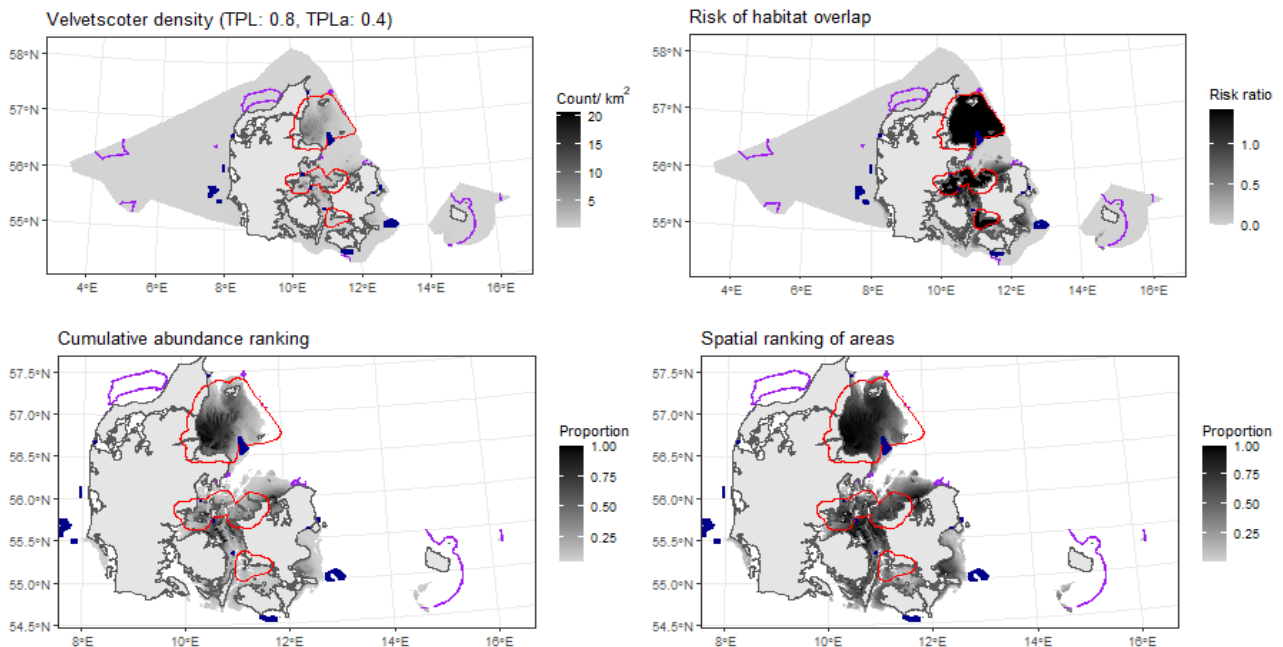 Velvetscoter density (TPL: 0.8, TPLa: 0.4)
58°N
57°N
56°N
55°N
4°E 6°E 8°E 10°E 12°E 14°E 16°E
Count/ km²
20
15
10
5
Risk of habitat overlap
58°N
57°N
56°N
55°N
4°E 6°E 8°E 10°E 12°E 14°E 16°E
Risk ratio
1.0
0.5
0.0
Cumulative abundance ranking
57.5°N
57.0°N
56.5°N
56.0°N
55.5°N
55.0°N
54.5°N
8°E 10°E 12°E 14°E 16°E
Proportion
1.00
0.75
0.50
0.25
Spatial ranking of areas
57.5°N
57.0°N
56.5°N
56.0°N
55.5°N
55.0°N
54.5°N
8°E 10°E 12°E 14°E 16°E
Proportion
1.00
0.75
0.50
0.25